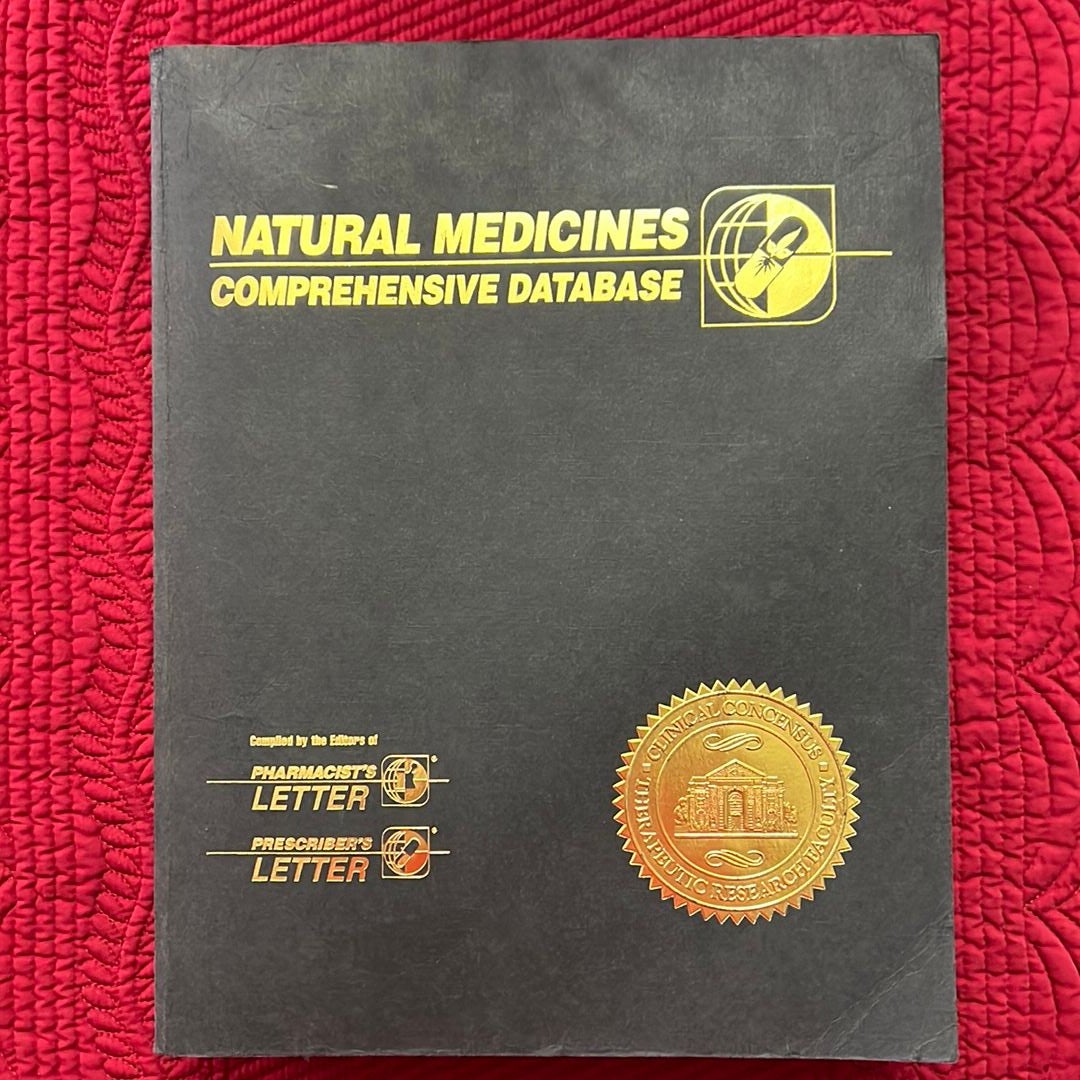 NATURAL MEDICINES
COMPREHENSIVE DATABASE
Compiled by the Editors of
PHARMACIST'S
LETTER
®
PRESCRIBER'S
LETTER
®
CLINICAL CONCENSUS
THERAPEUTIC RESEARCH FACULTY